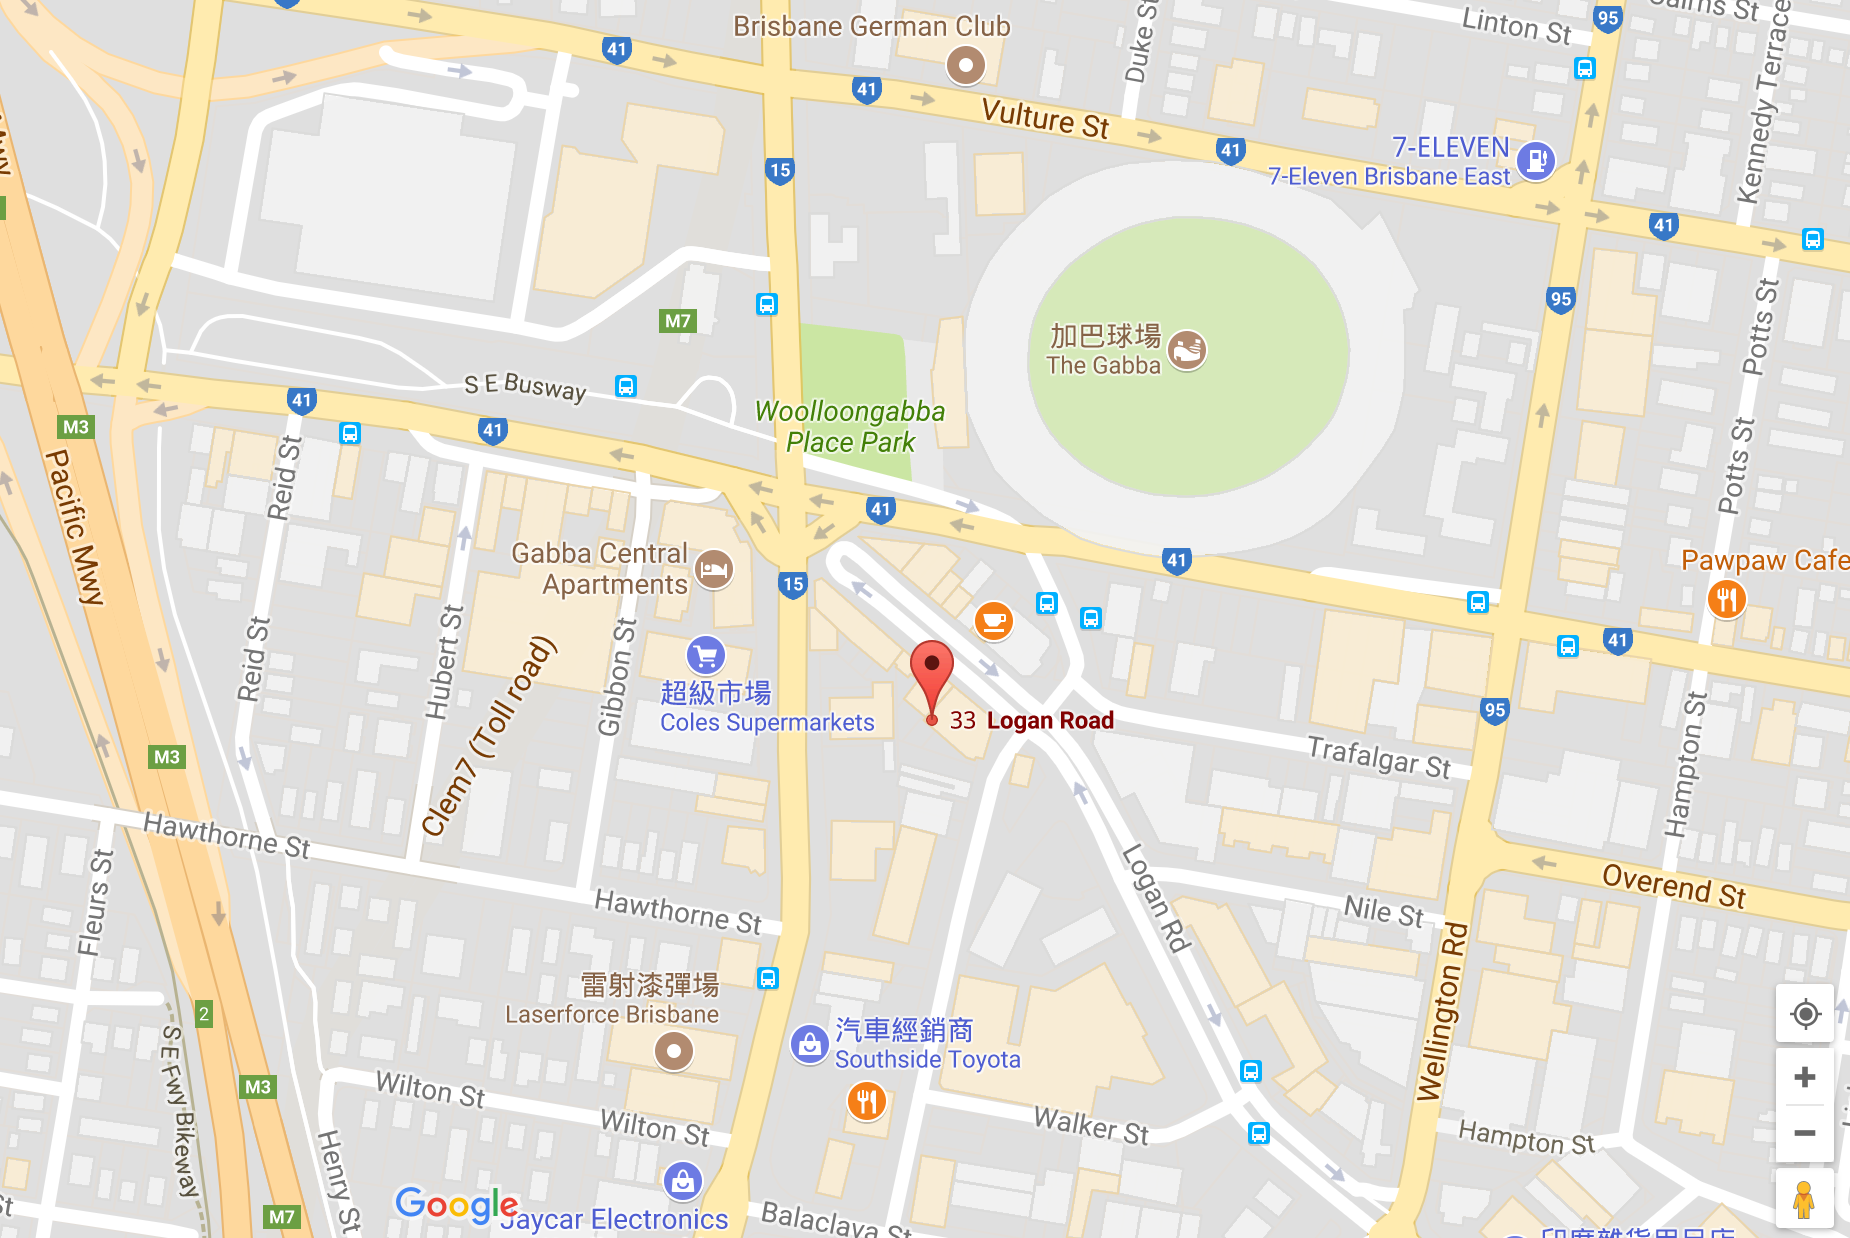 Brisbane German Club
41
Duke St
Linton St
95
Cairns St
Kennedy Terrace
41
Vulture St
41
7-ELEVEN
7-Eleven Brisbane East
15
41
95
Potts St
M7
加巴球場
The Gabba
S E Busway
41
41
Woolloongabba
Place Park
M3
Pacific Mwy
Reid St
Potts St
41
41
Gabba Central
Apartments
15
Pawpaw Cafe
41
95
Reid St
Hubert St
Clem7 (Toll road)
Gibbon St
超級市場
Coles Supermarkets
33 Logan Road
Trafalgar St
Hampton St
M3
Hawthorne St
Fleurs St
Hawthorne St
Logan Rd
Nile St
Overend St
Wellington Rd
雷射漆彈場
Laserforce Brisbane
2
S E Fwy Bikeway
汽車經銷商
Southside Toyota
M3
Wilton St
Wilton St
Walker St
Hampton St
Henry St
M7
Google
Jaycar Electronics
Balaclava St